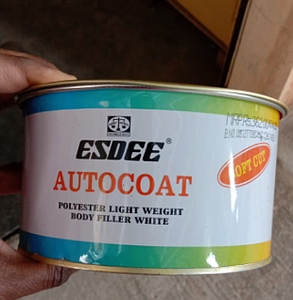 ESDEE®
AUTOCOAT
POLYESTER LIGHT WEIGHT
BODY FILLER WHITE
SOFT CUT